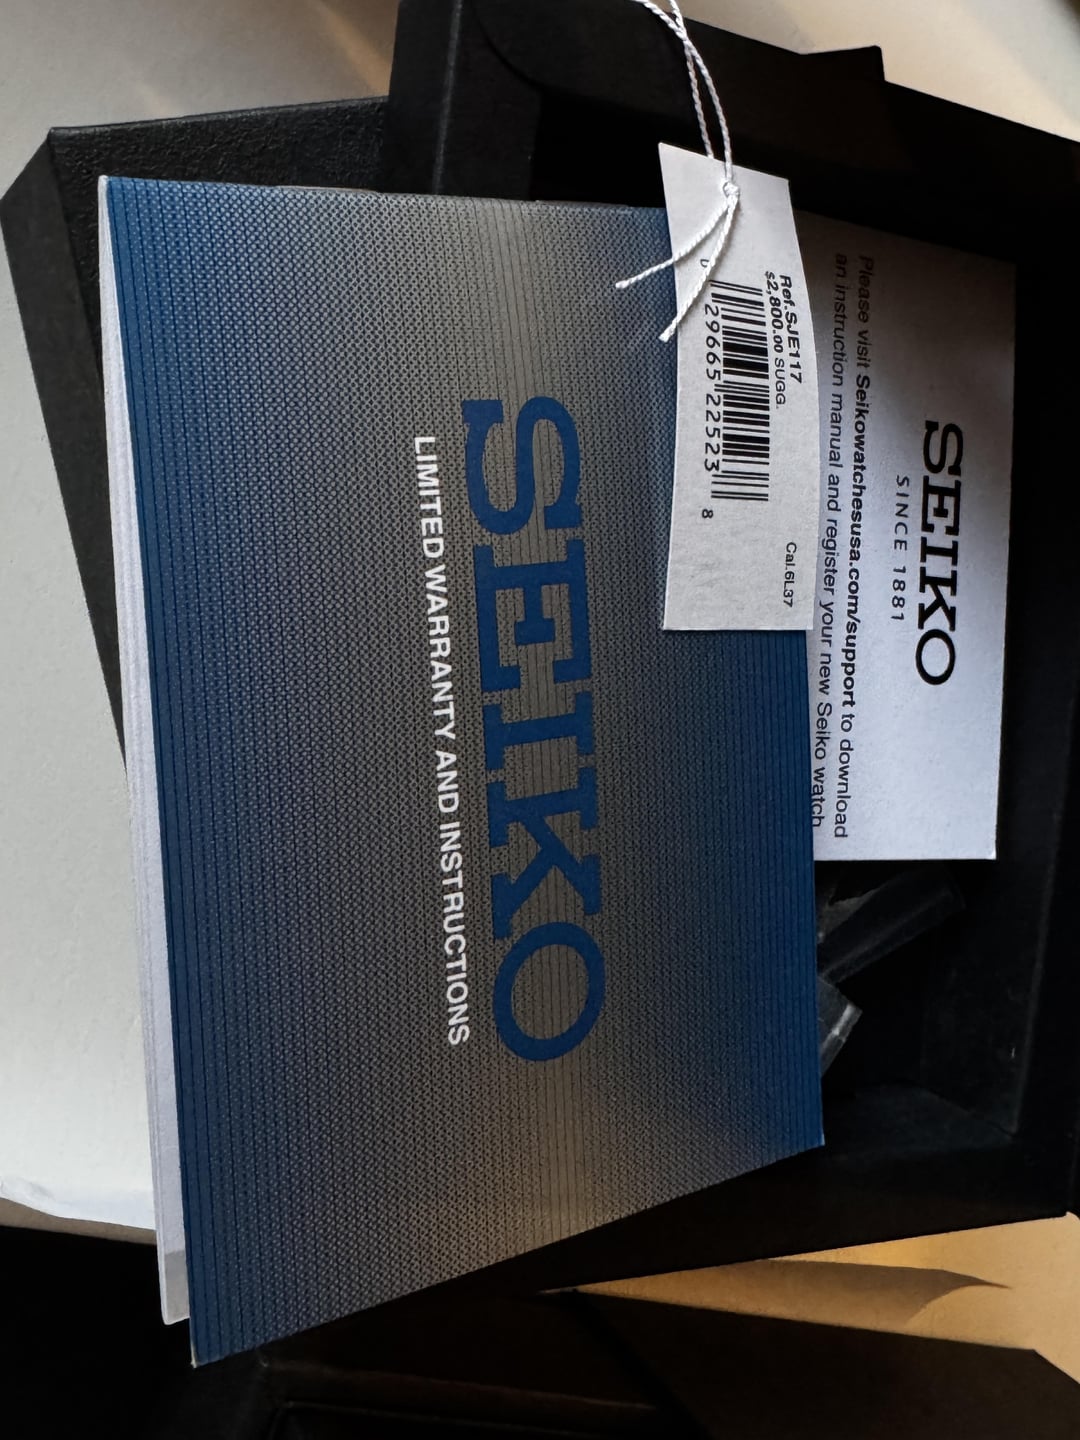 SEIKO
LIMITED WARRANTY AND INSTRUCTIONS
Ref.SJE117
$2,800.00 SUGG.
29665 22523 8
Cal.6L37
SEIKO
SINCE 1881
Please visit Seikowatchesusa.com/support to download
an instruction manual and register your new Seiko watch